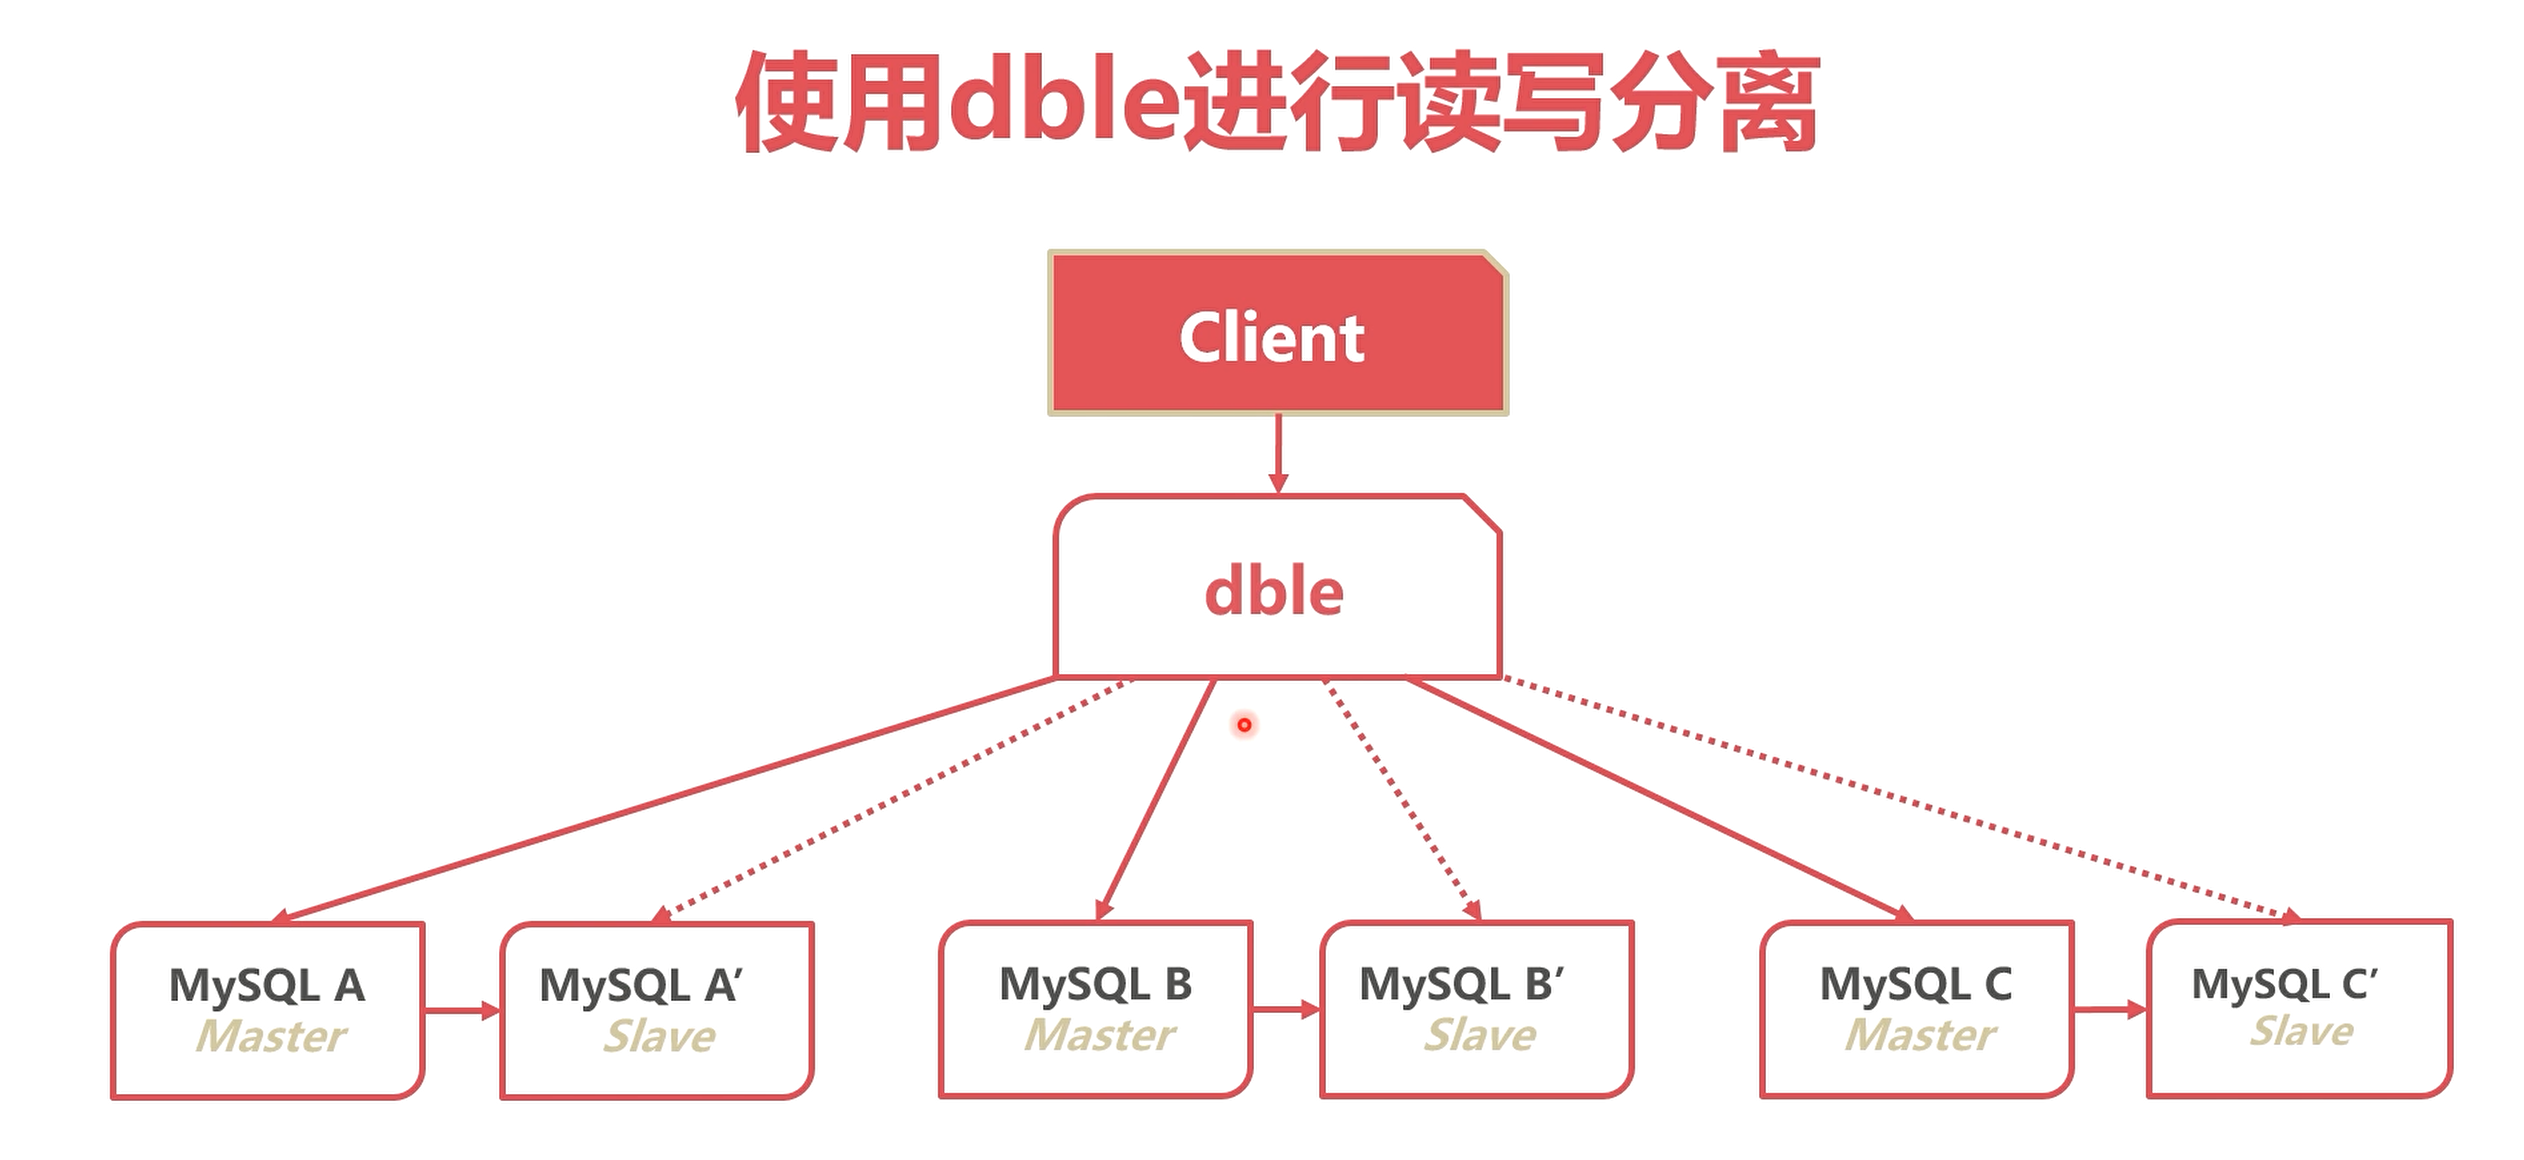 使用dble进行读写分离
Client
dble
MySQL A
Master
MySQL A’
Slave
MySQL B
Master
MySQL B’
Slave
MySQL C
Master
MySQL C’
Slave